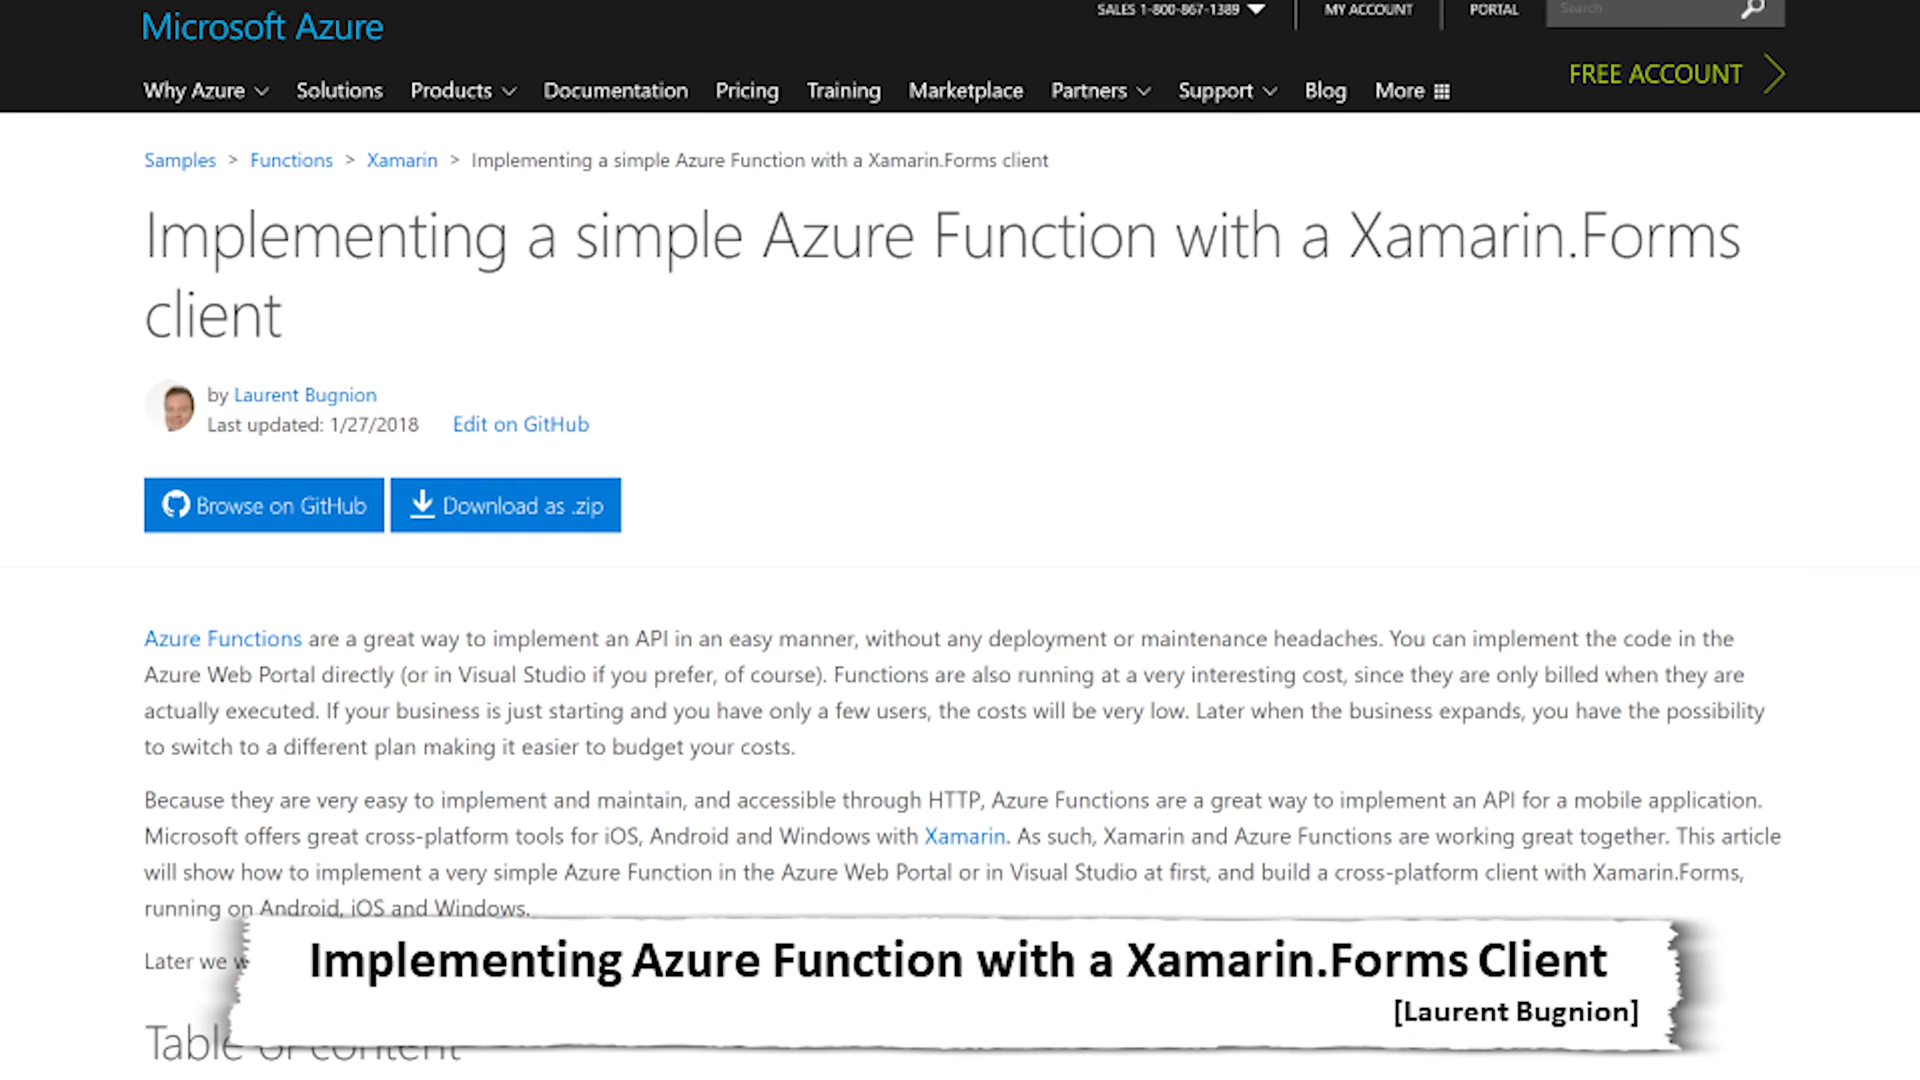 Microsoft Azure
SALES 1-800-867-1389
MY ACCOUNT
PORTAL
Search
Why Azure
Solutions
Products
Documentation
Pricing
Training
Marketplace
Partners
Support
Blog
More
FREE ACCOUNT
Samples > Functions > Xamarin > Implementing a simple Azure Function with a Xamarin.Forms client
Implementing a simple Azure Function with a Xamarin.Forms
client
by Laurent Bugnion
Last updated: 1/27/2018 Edit on GitHub
Browse on GitHub
Download as .zip
Azure Functions are a great way to implement an API in an easy manner, without any deployment or maintenance headaches. You can implement the code in the
Azure Web Portal directly (or in Visual Studio if you prefer, of course). Functions are also running at a very interesting cost, since they are only billed when they are
actually executed. If your business is just starting and you have only a few users, the costs will be very low. Later when the business expands, you have the possibility
to switch to a different plan making it easier to budget your costs.
Because they are very easy to implement and maintain, and accessible through HTTP, Azure Functions are a great way to implement an API for a mobile application.
Microsoft offers great cross-platform tools for iOS, Android and Windows with Xamarin. As such, Xamarin and Azure Functions are working great together. This article
will show how to implement a very simple Azure Function in the Azure Web Portal or in Visual Studio at first, and build a cross-platform client with Xamarin.Forms,
running on Android, iOS and Windows.
Later we
Implementing Azure Function with a Xamarin.Forms Client
[Laurent Bugnion]
Table of content